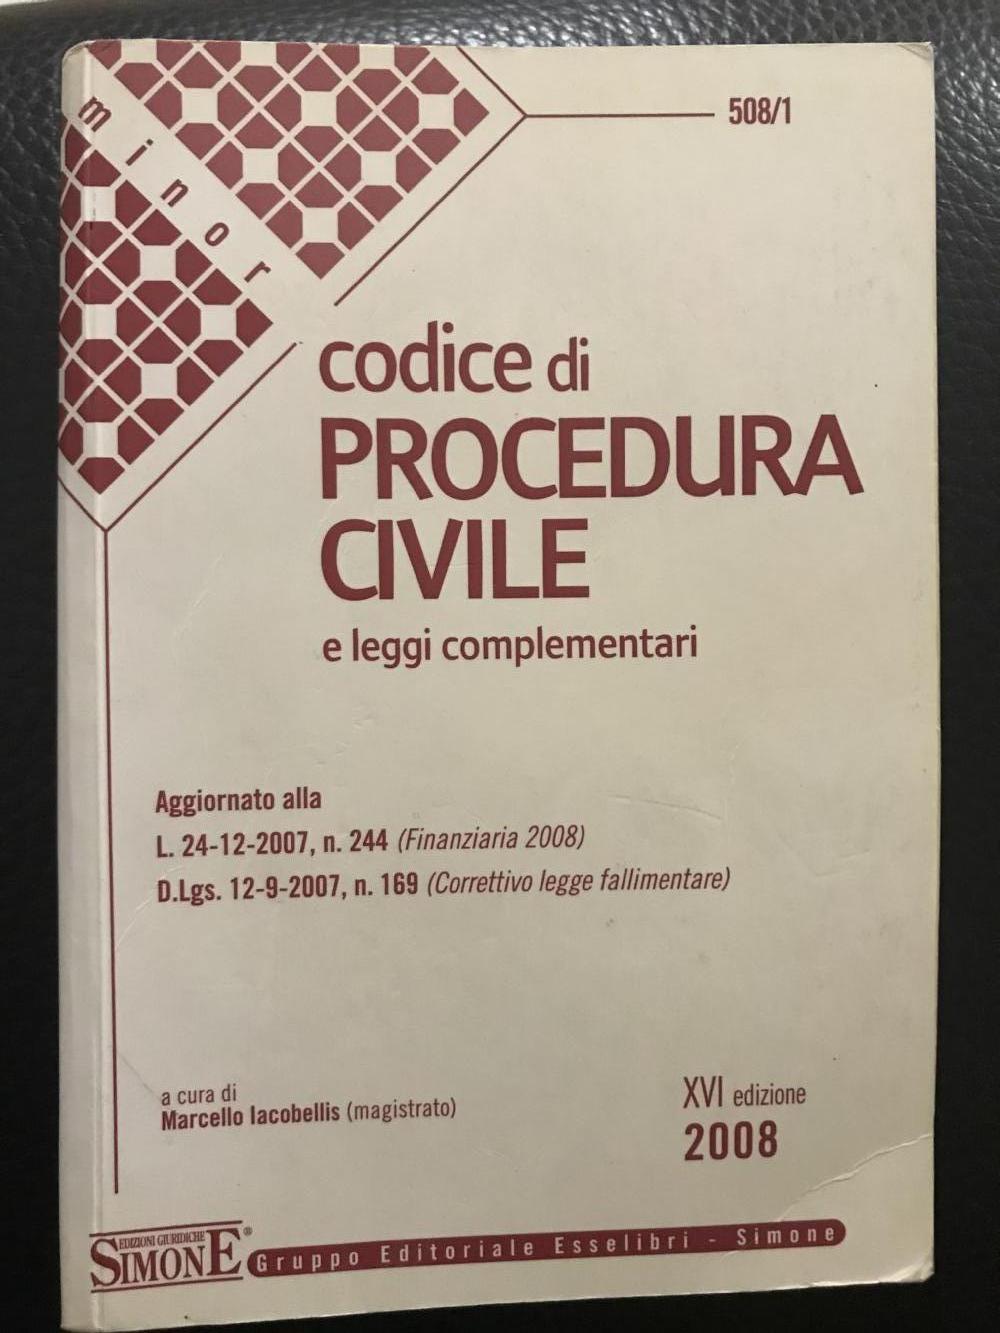 minor
508/1
codice di
PROCEDURA
CIVILE
e leggi complementari
Aggiornato alla
L. 24-12-2007, n. 244 (Finanziaria 2008)
D.Lgs. 12-9-2007, n. 169 (Correttivo legge fallimentare)
a cura di
Marcello Iacobellis (magistrato)
XVI edizione
2008
EDIZIONI GIURIDICHE
SIMONE®
Gruppo Editoriale Esselibri - Simone